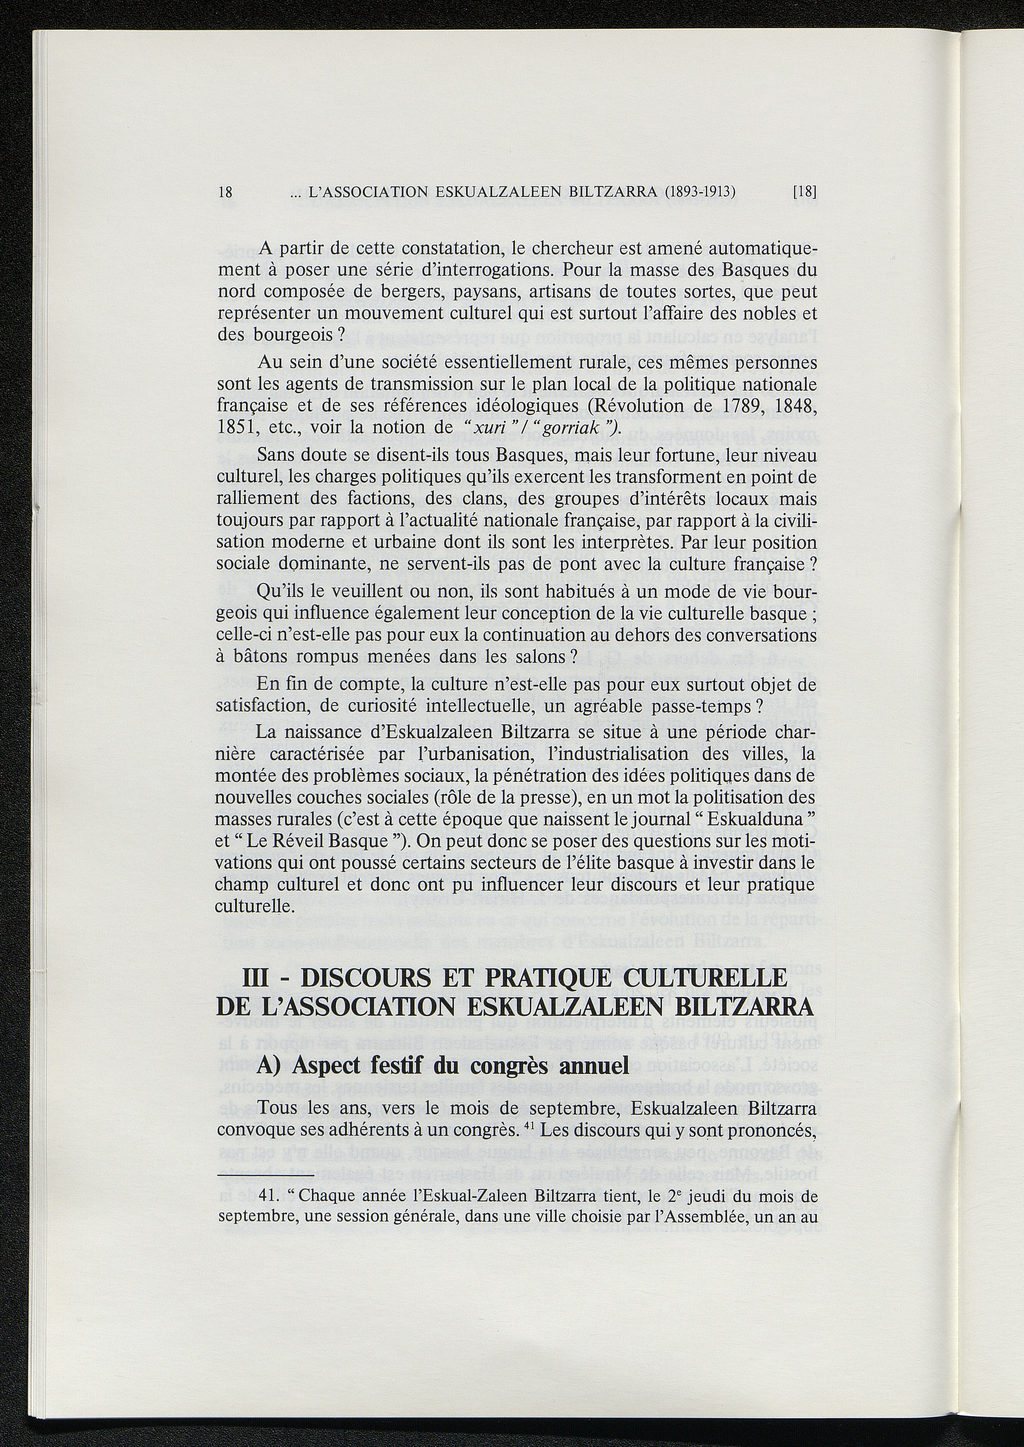 18 ... L'ASSOCIATION ESKUALZALEEN BILTZARRA (1893-1913) [18]
A partir de cette constatation, le chercheur est amené automatique-
ment à poser une série d'interrogations. Pour la masse des Basques du
nord composée de bergers, paysans, artisans de toutes sortes, que peut
représenter un mouvement culturel qui est surtout l'affaire des nobles et
des bourgeois ?
Au sein d'une société essentiellement rurale, ces mêmes personnes
sont les agents de transmission sur le plan local de la politique nationale
française et de ses références idéologiques (Révolution de 1789, 1848,
1851, etc., voir la notion de “xuri”/“gorriak”).
Sans doute se disent-ils tous Basques, mais leur fortune, leur niveau
culturel, les charges politiques qu'ils exercent les transforment en point de
ralliement des factions, des clans, des groupes d'intérêts locaux mais
toujours par rapport à l'actualité nationale française, par rapport à la civili-
sation moderne et urbaine dont ils sont les interprètes. Par leur position
sociale dominante, ne servent-ils pas de pont avec la culture française ?
Qu'ils le veuillent ou non, ils sont habitués à un mode de vie bour-
geois qui influence également leur conception de la vie culturelle basque ;
celle-ci n'est-elle pas pour eux la continuation au dehors des conversations
à bâtons rompus menées dans les salons ?
En fin de compte, la culture n'est-elle pas pour eux surtout objet de
satisfaction, de curiosité intellectuelle, un agréable passe-temps ?
La naissance d'Eskualzaleen Biltzarra se situe à une période char-
nière caractérisée par l'urbanisation, l'industrialisation des villes, la
montée des problèmes sociaux, la pénétration des idées politiques dans de
nouvelles couches sociales (rôle de la presse), en un mot la politisation des
masses rurales (c'est à cette époque que naissent le journal “ Eskualduna ”
et “ Le Réveil Basque ”). On peut donc se poser des questions sur les moti-
vations qui ont poussé certains secteurs de l'élite basque à investir dans le
champ culturel et donc ont pu influencer leur discours et leur pratique
culturelle.
III - DISCOURS ET PRATIQUE CULTURELLE
DE L'ASSOCIATION ESKUALZALEEN BILTZARRA
A) Aspect festif du congrès annuel
Tous les ans, vers le mois de septembre, Eskualzaleen Biltzarra
convoque ses adhérents à un congrès. ⁴¹ Les discours qui y sont prononcés,
41. “ Chaque année l'Eskual-Zaleen Biltzarra tient, le 2ᵉ jeudi du mois de
septembre, une session générale, dans une ville choisie par l'Assemblée, un an au